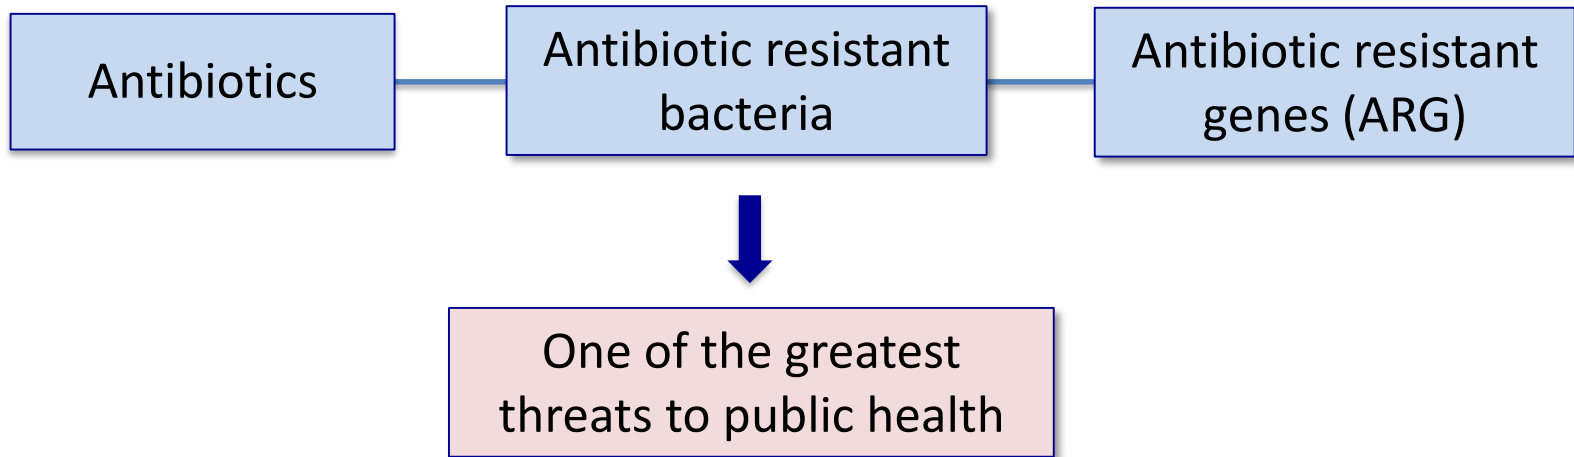 Antibiotics
Antibiotic resistant
bacteria
Antibiotic resistant
genes (ARG)
One of the greatest
threats to public health